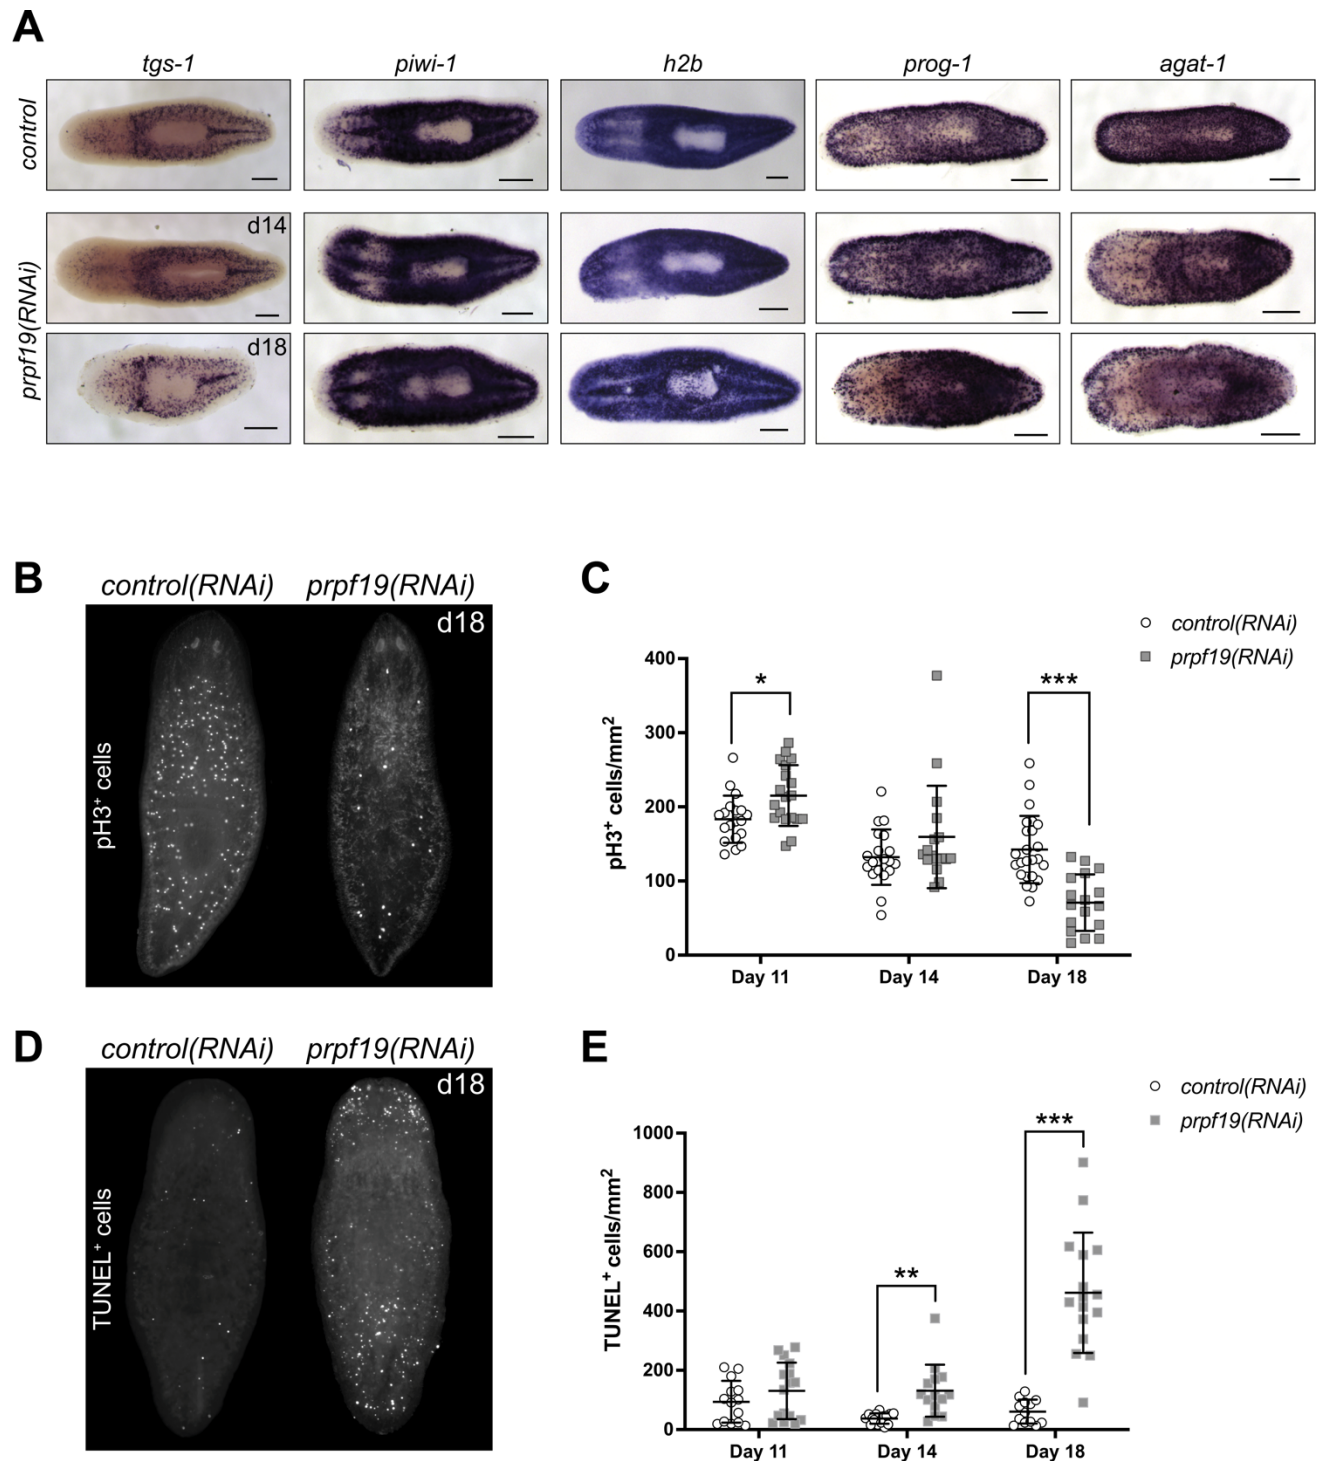 A
tgs-1 piwi-1 h2b prog-1 agat-1
control
prpf19(RNAi)
d14
d18
B
control(RNAi) prpf19(RNAi)
d18
pH3+ cells
C
control(RNAi)
prpf19(RNAi)
pH3+ cells/mm2
400
300
200
100
0
*
***
Day 11 Day 14 Day 18
D
control(RNAi) prpf19(RNAi)
d18
TUNEL+ cells
E
control(RNAi)
prpf19(RNAi)
TUNEL+ cells/mm2
1000
800
600
400
200
0
**
***
Day 11 Day 14 Day 18